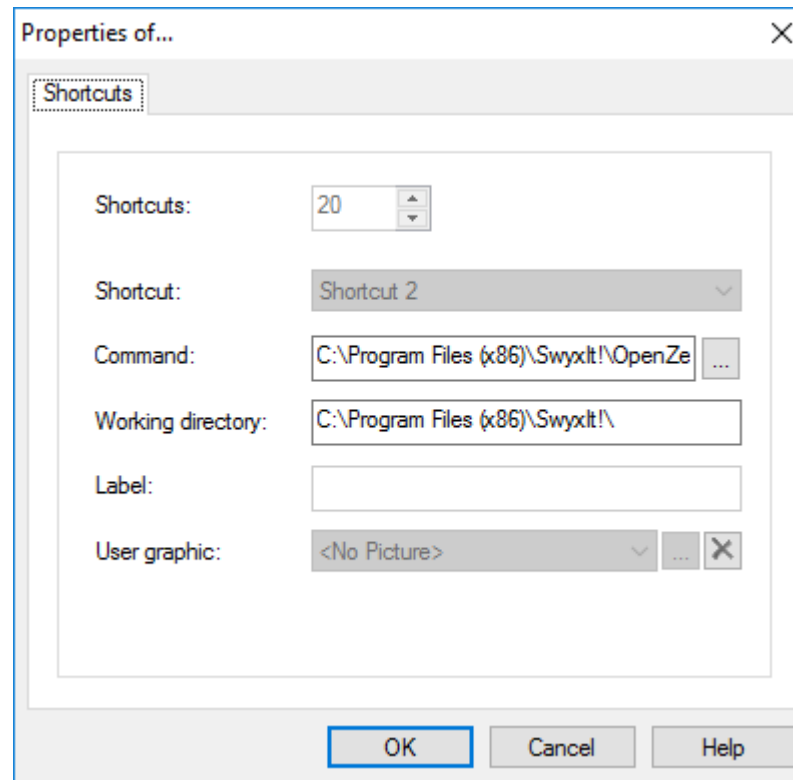 Properties of...
Shortcuts
Shortcuts: 20
Shortcut: Shortcut 2
Command: C:\Program Files (x86)\SwyxIt!\OpenZe ...
Working directory: C:\Program Files (x86)\SwyxIt!\
Label:
User graphic: <No Picture> ...
OK Cancel Help